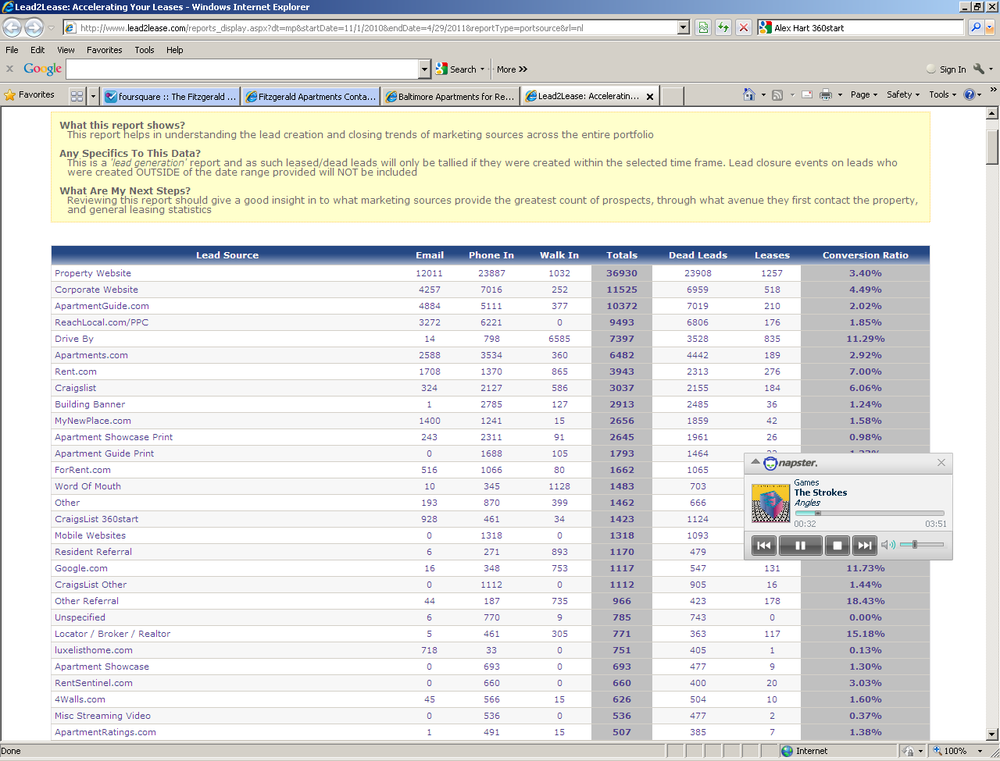 Lead2Lease: Accelerating Your Leases - Windows Internet Explorer
http://www.lead2lease.com/reports_display.aspx?dt=mp&startDate=11/1/2010&endDate=4/29/2011&reportType=portsource&rl=nl
Alex Hart 360start
File Edit View Favorites Tools Help
x Google Search More >> Sign In
Favorites foursquare :: The Fitzgerald ... Fitzgerald Apartments Conta... Baltimore Apartments for Re... Lead2Lease: Acceleratin... Page Safety Tools
What this report shows?
This report helps in understanding the lead creation and closing trends of marketing sources across the entire portfolio
Any Specifics To This Data?
This is a 'lead generation' report and as such leased/dead leads will only be tallied if they were created within the selected time frame. Lead closure events on leads who
were created OUTSIDE of the date range provided will NOT be included
What Are My Next Steps?
Reviewing this report should give a good insight in to what marketing sources provide the greatest count of prospects, through what avenue they first contact the property,
and general leasing statistics
Lead Source Email Phone In Walk In Totals Dead Leads Leases Conversion Ratio
Property Website 12011 23887 1032 36930 23908 1257 3.40%
Corporate Website 4257 7016 252 11525 6959 518 4.49%
ApartmentGuide.com 4884 5111 377 10372 7019 210 2.02%
ReachLocal.com/PPC 3272 6221 0 9493 6806 176 1.85%
Drive By 14 798 6585 7397 3528 835 11.29%
Apartments.com 2588 3534 360 6482 4442 189 2.92%
Rent.com 1708 1370 865 3943 2313 276 7.00%
Craigslist 324 2127 586 3037 2155 184 6.06%
Building Banner 1 2785 127 2913 2485 36 1.24%
MyNewPlace.com 1400 1241 15 2656 1859 42 1.58%
Apartment Showcase Print 243 2311 91 2645 1961 26 0.98%
Apartment Guide Print 0 1688 105 1793 1464
ForRent.com 516 1066 80 1662 1065
Word Of Mouth 10 345 1128 1483 703
Other 193 870 399 1462 666
CraigsList 360start 928 461 34 1423 1124
Mobile Websites 0 1318 0 1318 1093
Resident Referral 6 271 893 1170 479
Google.com 16 348 753 1117 547 131 11.73%
CraigsList Other 0 1112 0 1112 905 16 1.44%
Other Referral 44 187 735 966 423 178 18.43%
Unspecified 6 770 9 785 743 0 0.00%
Locator / Broker / Realtor 5 461 305 771 363 117 15.18%
luxelisthome.com 718 33 0 751 405 1 0.13%
Apartment Showcase 0 693 0 693 477 9 1.30%
RentSentinel.com 0 660 0 660 400 20 3.03%
4Walls.com 45 566 15 626 504 10 1.60%
Misc Streaming Video 0 536 0 536 477 2 0.37%
ApartmentRatings.com 1 491 15 507 385 7 1.38%
napster.
Games
The Strokes
Angles
00:32 03:51
Done Internet 100%